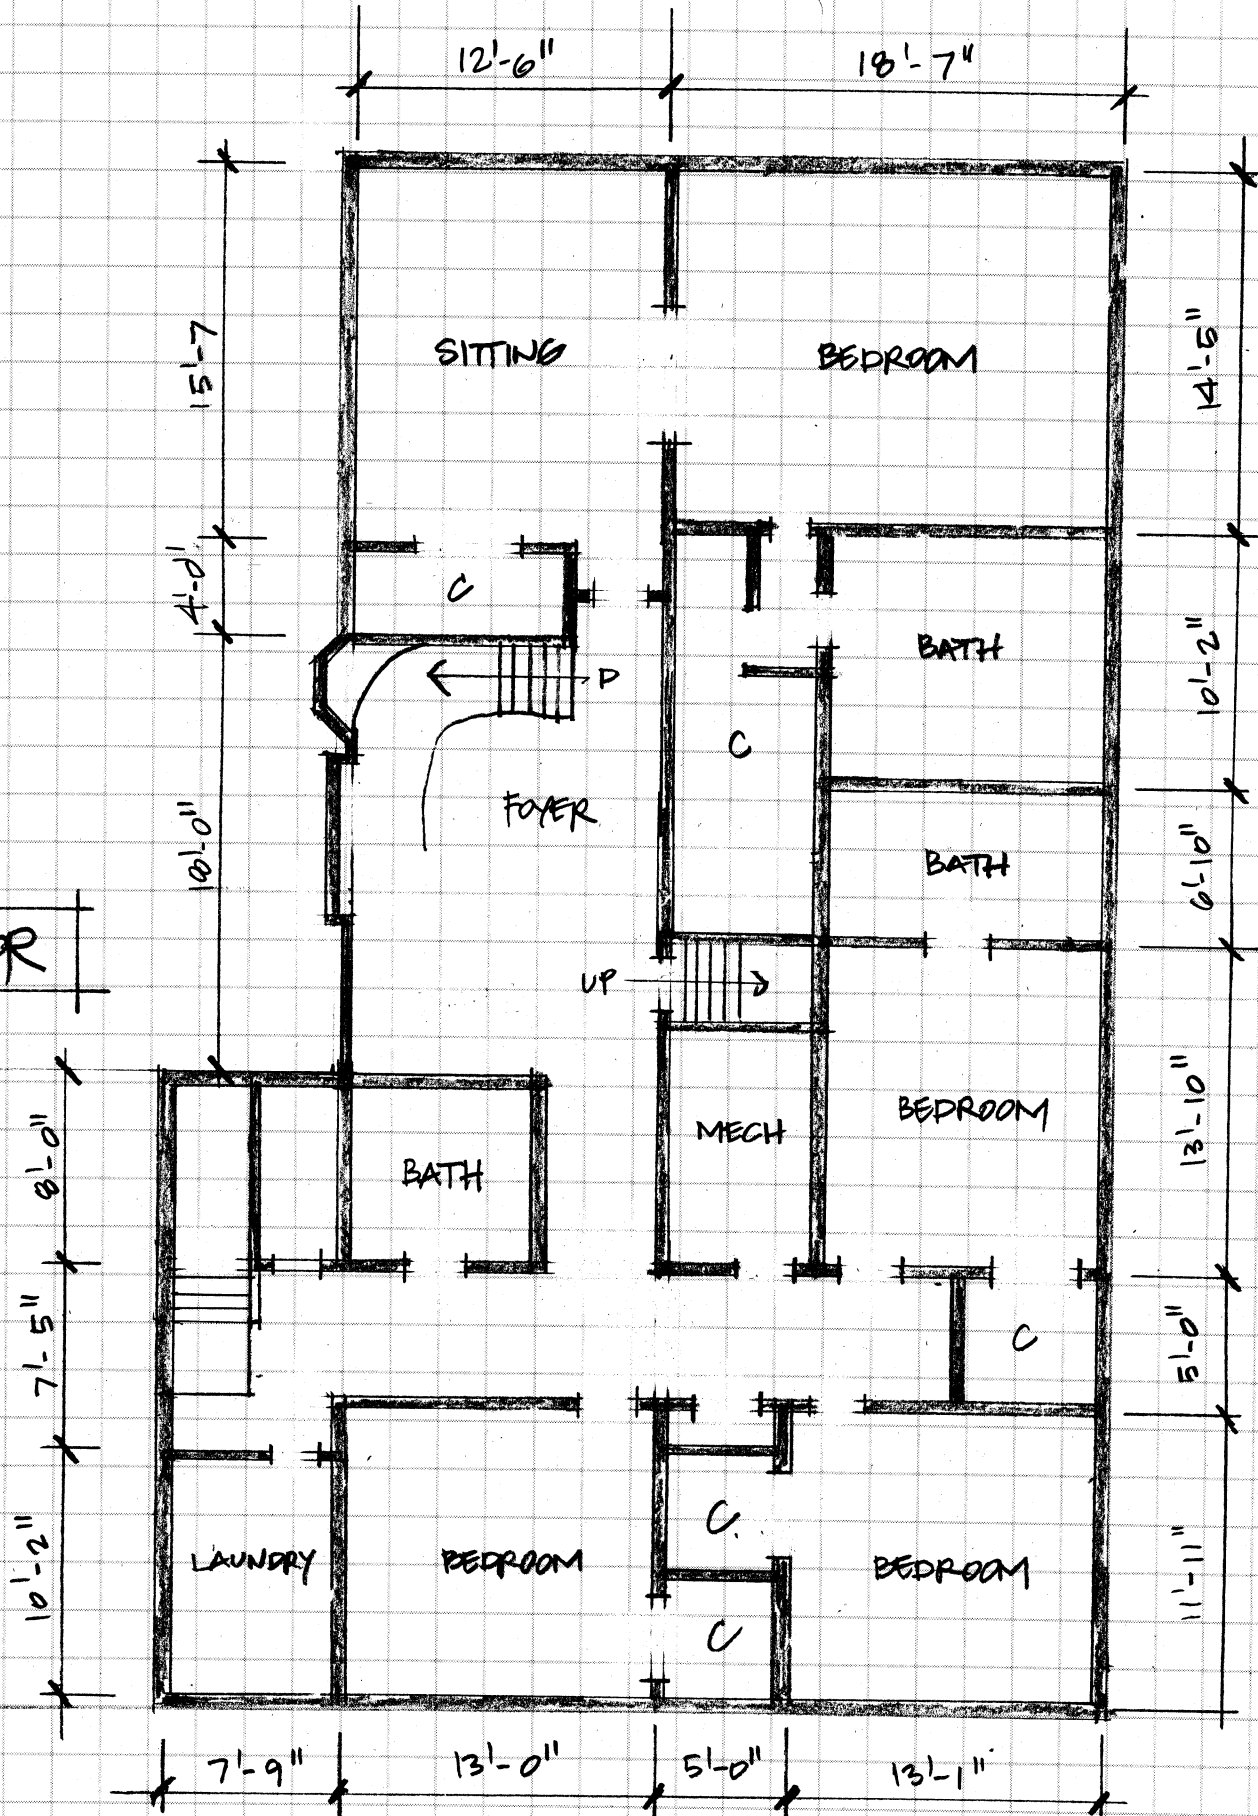 12'-6"
18'-7"
15'-7
SITTING
BEDROOM
14'-5"
4'-0"
C
BATH
10'-2"
D
C
FOYER
18'-0"
BATH
6'-10"
R
UP
8'-0"
BATH
MECH
BEDROOM
13'-10"
7'-5"
C
5'-0"
10'-2"
LAUNDRY
BEDROOM
C.
BEDROOM
11'-11"
C
7'-9"
13'-0"
5'-0"
13'-1"